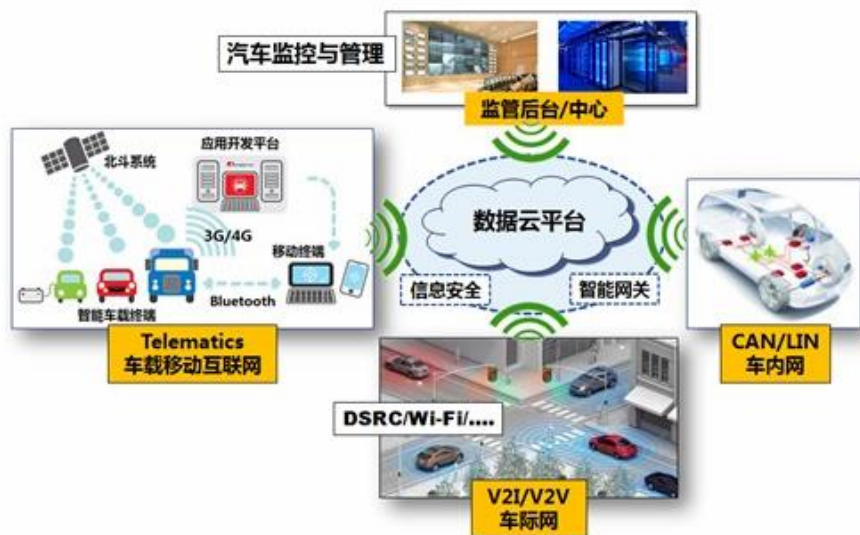 汽车监控与管理
监管后台/中心
北斗系统
应用开发平台
3G/4G
移动终端
Bluetooth
智能车载终端
Telematics
车载移动互联网
数据云平台
信息安全
智能网关
CAN/LIN
车内网
DSRC/Wi-Fi/....
V2I/V2V
车际网